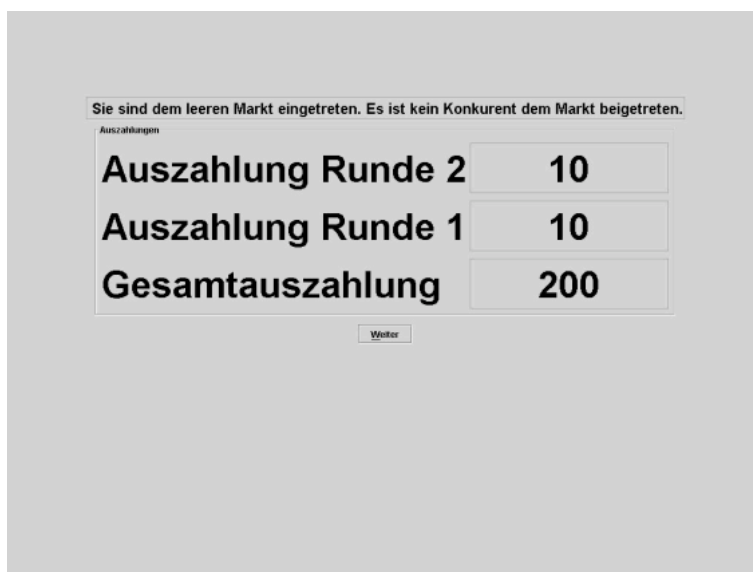 Sie sind dem leeren Markt eingetreten. Es ist kein Konkurent dem Markt beigetreten.
Auszahlungen
Auszahlung Runde 2 10
Auszahlung Runde 1 10
Gesamtauszahlung 200
Weiter